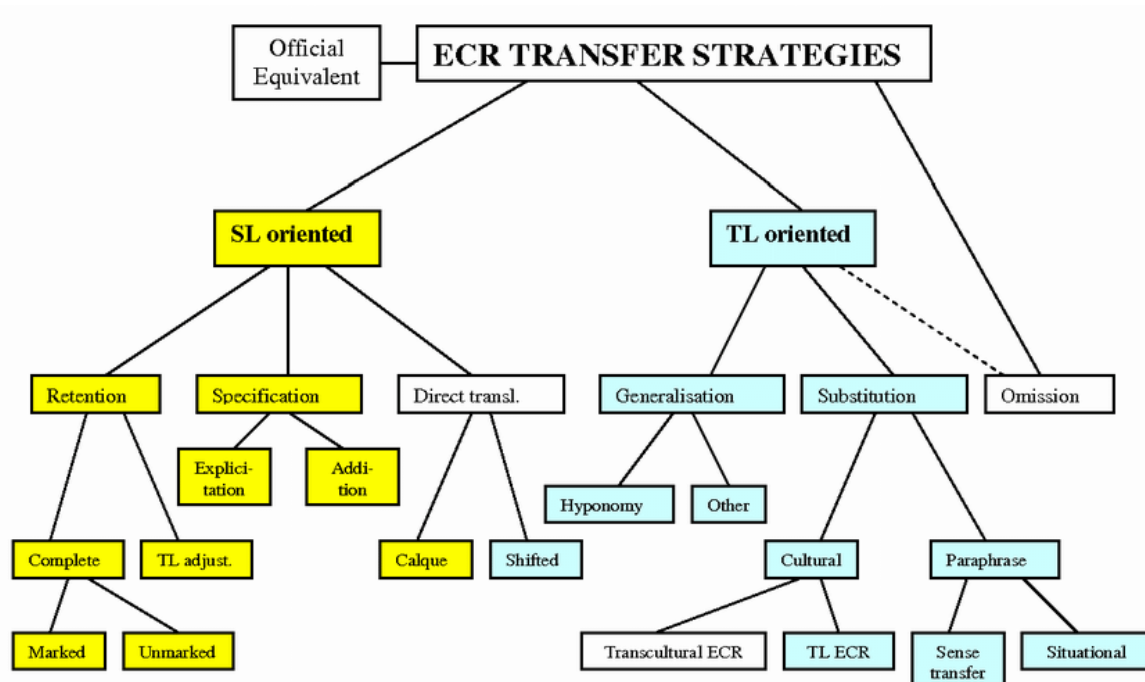 Official
Equivalent
ECR TRANSFER STRATEGIES
SL oriented
TL oriented
Retention
Specification
Direct transl.
Generalisation
Substitution
Omission
Explici-
tation
Addi-
tion
Hyponomy
Other
Complete
TL adjust.
Calque
Shifted
Cultural
Paraphrase
Marked
Unmarked
Transcultural ECR
TL ECR
Sense
transfer
Situational